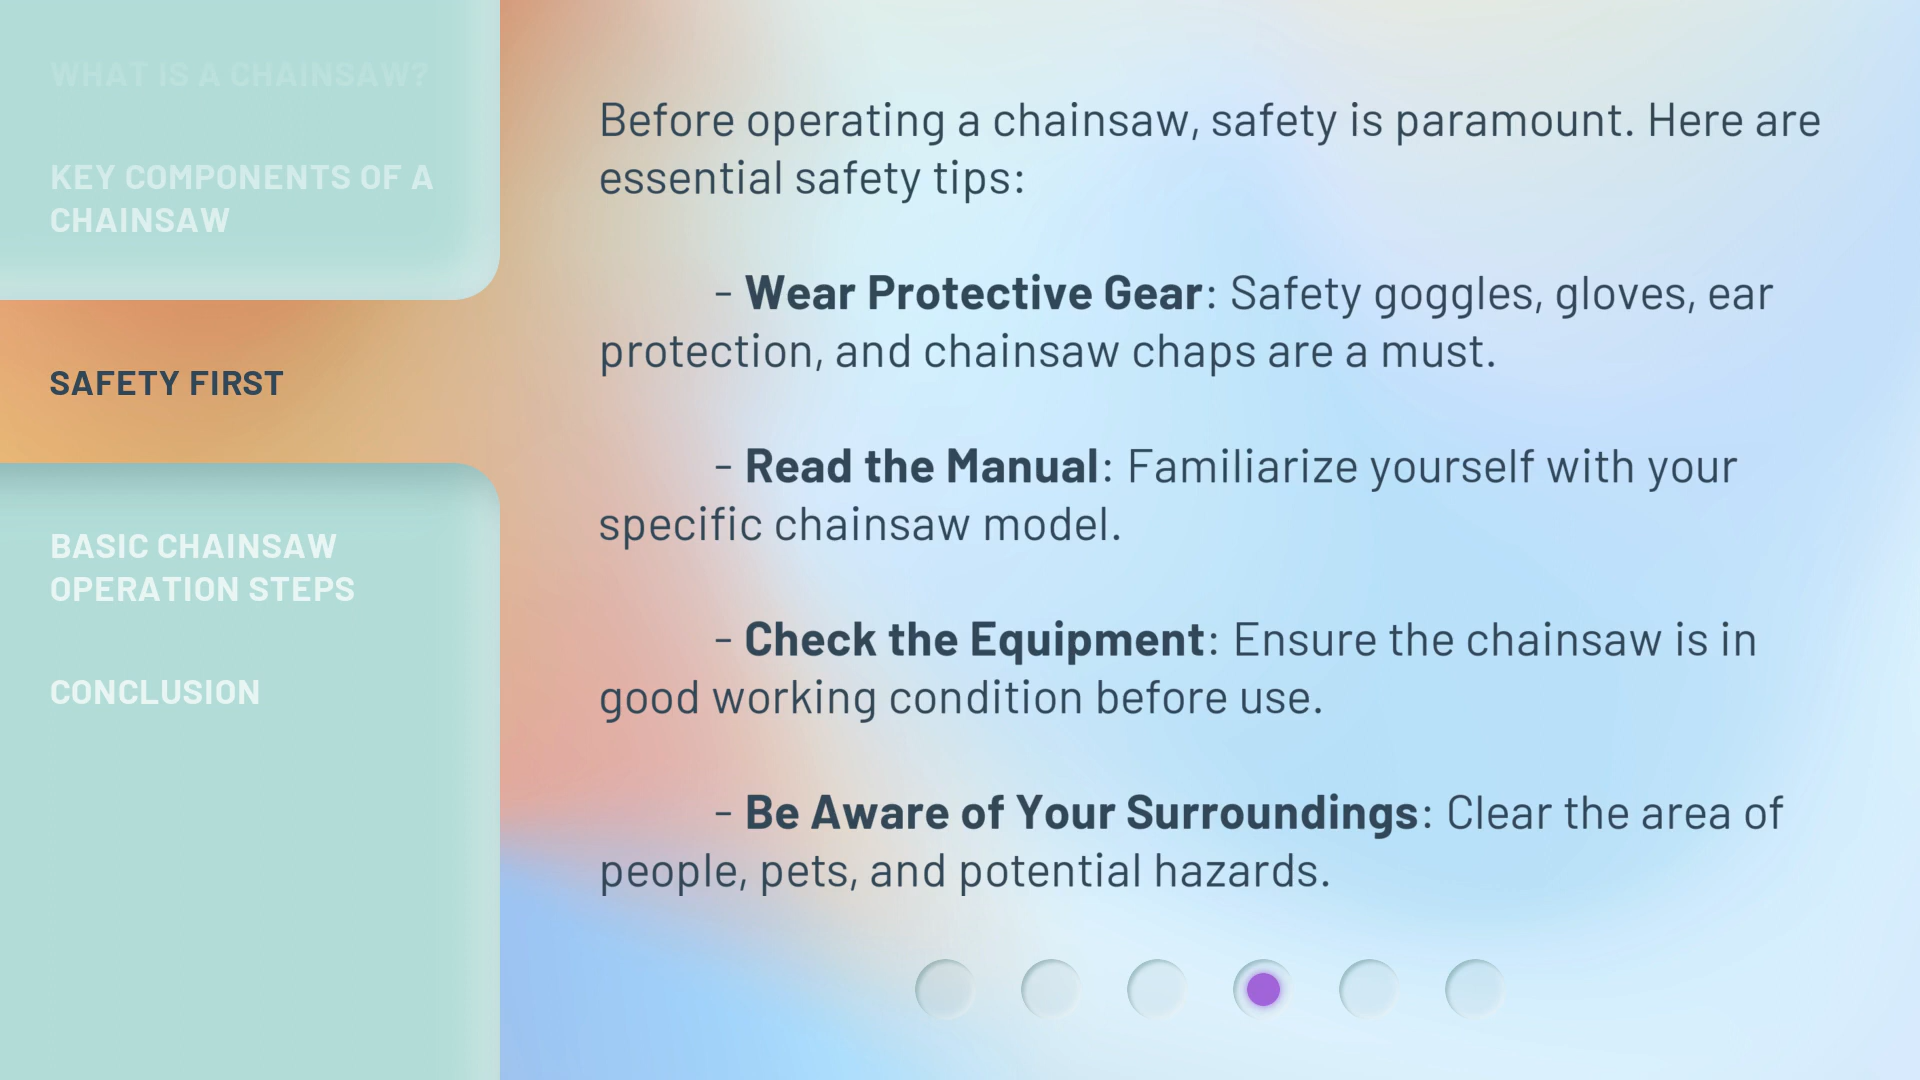 WHAT IS A CHAINSAW?
KEY COMPONENTS OF A
CHAINSAW
SAFETY FIRST
BASIC CHAINSAW
OPERATION STEPS
CONCLUSION
Before operating a chainsaw, safety is paramount. Here are
essential safety tips:
- Wear Protective Gear: Safety goggles, gloves, ear
protection, and chainsaw chaps are a must.
- Read the Manual: Familiarize yourself with your
specific chainsaw model.
- Check the Equipment: Ensure the chainsaw is in
good working condition before use.
- Be Aware of Your Surroundings: Clear the area of
people, pets, and potential hazards.